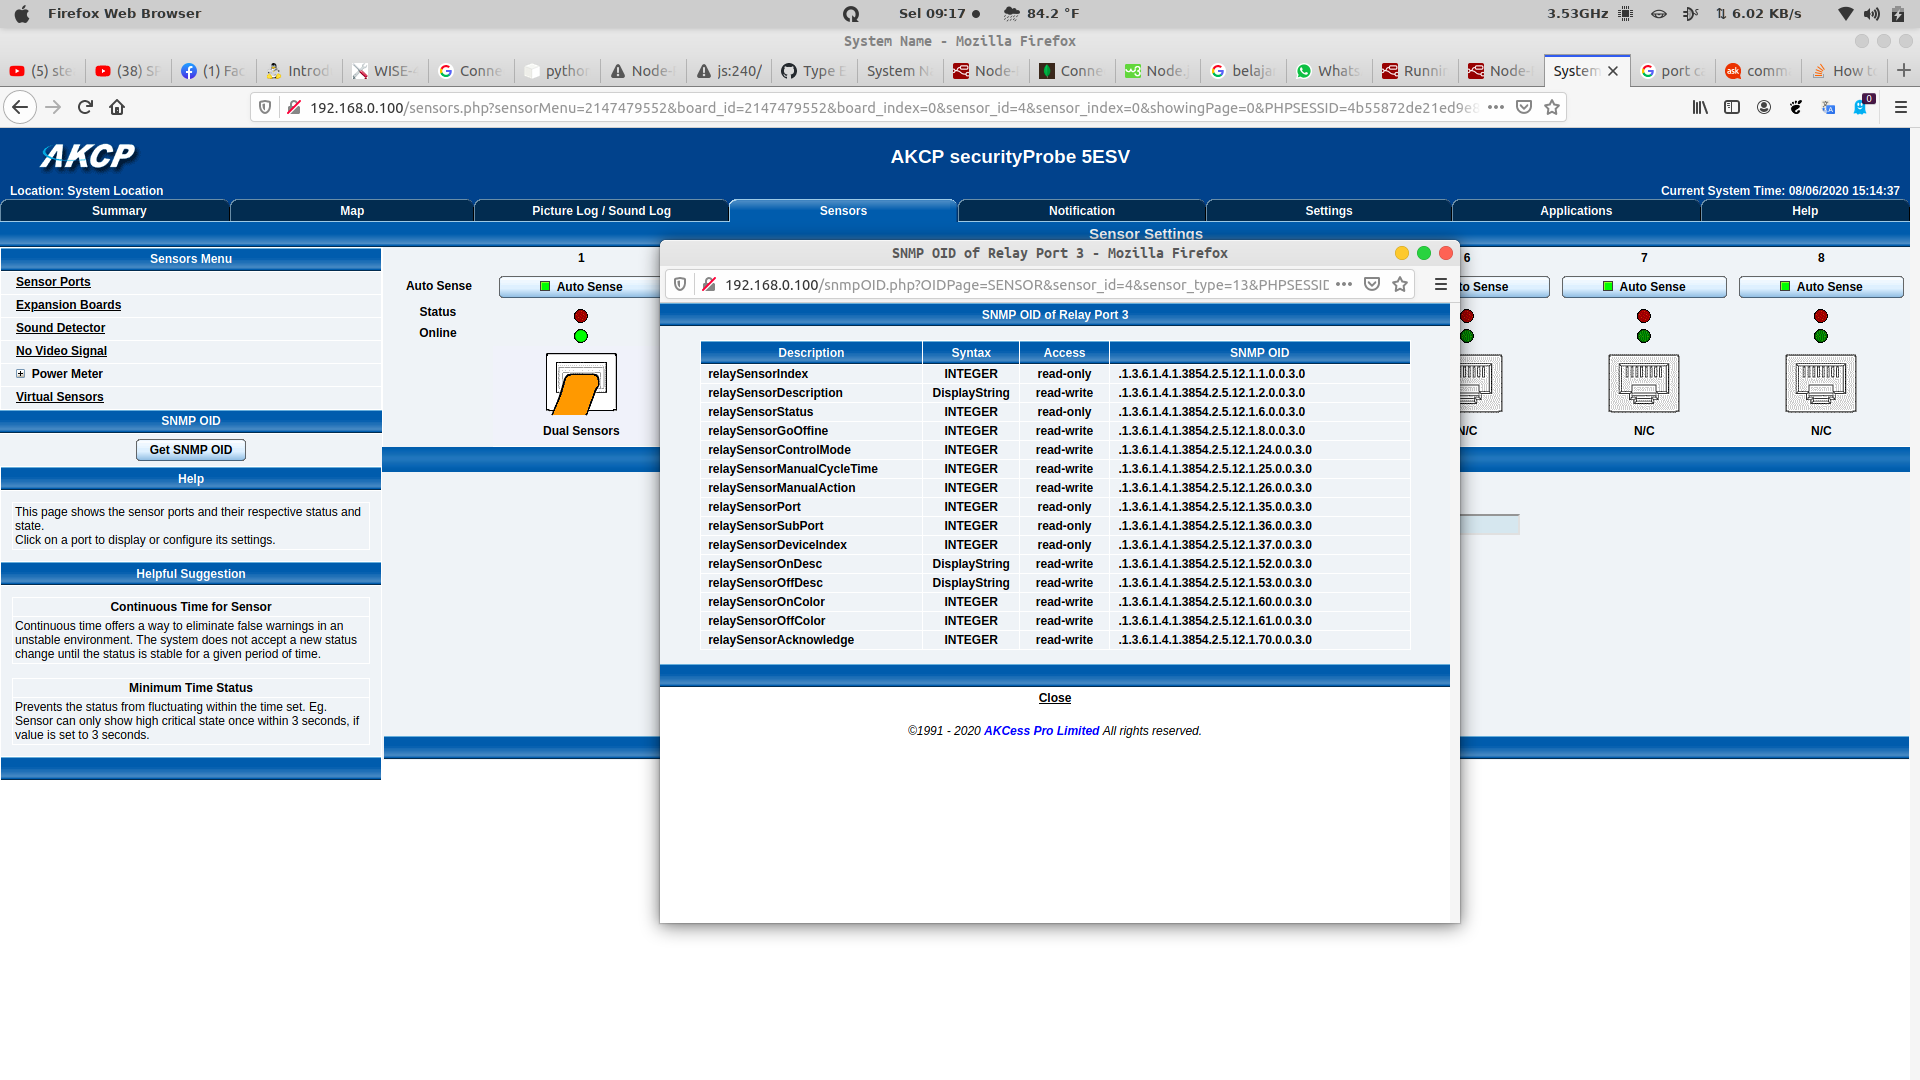 Firefox Web Browser
Sel 09:17
84.2 °F
3.53GHz
6.02 KB/s
System Name - Mozilla Firefox
(5) ste
(38) SP
(1) Fac
Introd
WISE-
Conne
python
Node-
js:240/
Type E
System N
Node-
Conne
Node.j
belaja
Whats
Runnin
Node-
System
port c
comm
How t
192.168.0.100/sensors.php?sensorMenu=2147479552&board_id=2147479552&board_index=0&sensor_id=4&sensor_index=0&showingPage=0&PHPSESSID=4b55872de21ed9e8
0
AKCP
AKCP securityProbe 5ESV
Location: System Location
Current System Time: 08/06/2020 15:14:37
Summary
Map
Picture Log / Sound Log
Sensors
Notification
Settings
Applications
Help
Sensor Settings
Sensors Menu
Sensor Ports
Expansion Boards
Sound Detector
No Video Signal
Power Meter
Virtual Sensors
SNMP OID
Get SNMP OID
Help
This page shows the sensor ports and their respective status and
state.
Click on a port to display or configure its settings.
Helpful Suggestion
Continuous Time for Sensor
Continuous time offers a way to eliminate false warnings in an
unstable environment. The system does not accept a new status
change until the status is stable for a given period of time.
Minimum Time Status
Prevents the status from fluctuating within the time set. Eg.
Sensor can only show high critical state once within 3 seconds, if
value is set to 3 seconds.
1
6
7
8
Auto Sense
Auto Sense
to Sense
Auto Sense
Auto Sense
Status
Online
Dual Sensors
N/C
N/C
N/C
SNMP OID of Relay Port 3 - Mozilla Firefox
192.168.0.100/snmpOID.php?OIDPage=SENSOR&sensor_id=4&sensor_type=13&PHPSESSID
SNMP OID of Relay Port 3
Description Syntax Access SNMP OID
relaySensorIndex INTEGER read-only .1.3.6.1.4.1.3854.2.5.12.1.1.0.0.3.0
relaySensorDescription DisplayString read-write .1.3.6.1.4.1.3854.2.5.12.1.2.0.0.3.0
relaySensorStatus INTEGER read-only .1.3.6.1.4.1.3854.2.5.12.1.6.0.0.3.0
relaySensorGoOffine INTEGER read-write .1.3.6.1.4.1.3854.2.5.12.1.8.0.0.3.0
relaySensorControlMode INTEGER read-write .1.3.6.1.4.1.3854.2.5.12.1.24.0.0.3.0
relaySensorManualCycleTime INTEGER read-write .1.3.6.1.4.1.3854.2.5.12.1.25.0.0.3.0
relaySensorManualAction INTEGER read-write .1.3.6.1.4.1.3854.2.5.12.1.26.0.0.3.0
relaySensorPort INTEGER read-only .1.3.6.1.4.1.3854.2.5.12.1.35.0.0.3.0
relaySensorSubPort INTEGER read-only .1.3.6.1.4.1.3854.2.5.12.1.36.0.0.3.0
relaySensorDeviceIndex INTEGER read-only .1.3.6.1.4.1.3854.2.5.12.1.37.0.0.3.0
relaySensorOnDesc DisplayString read-write .1.3.6.1.4.1.3854.2.5.12.1.52.0.0.3.0
relaySensorOffDesc DisplayString read-write .1.3.6.1.4.1.3854.2.5.12.1.53.0.0.3.0
relaySensorOnColor INTEGER read-write .1.3.6.1.4.1.3854.2.5.12.1.60.0.0.3.0
relaySensorOffColor INTEGER read-write .1.3.6.1.4.1.3854.2.5.12.1.61.0.0.3.0
relaySensorAcknowledge INTEGER read-write .1.3.6.1.4.1.3854.2.5.12.1.70.0.0.3.0
Close
©1991 - 2020 AKCess Pro Limited All rights reserved.